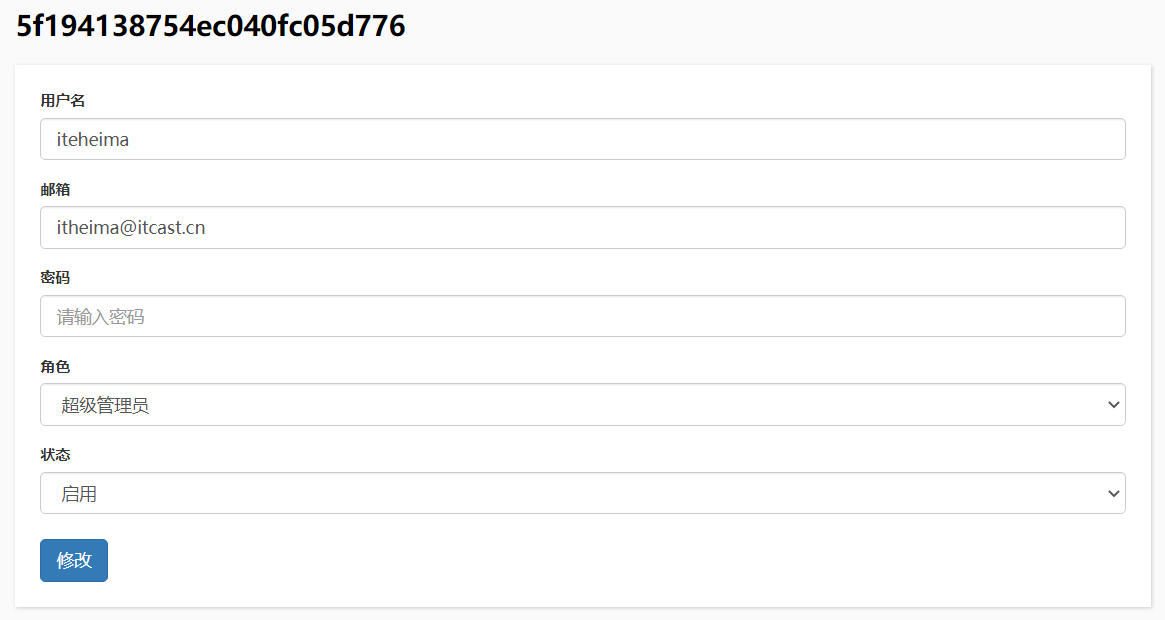 5f194138754ec040fc05d776
用户名
iteheima
邮箱
itheima@itcast.cn
密码
请输入密码
角色
超级管理员
状态
启用
修改